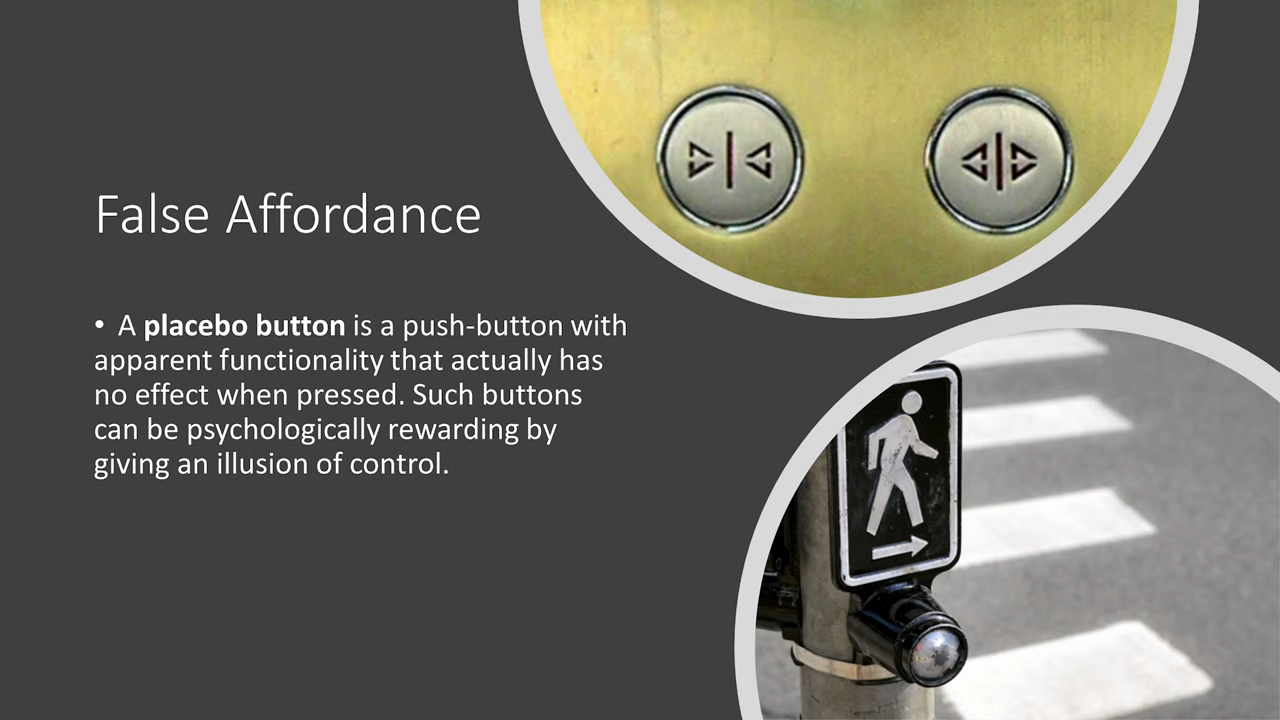 False Affordance
• A placebo button is a push-button with
apparent functionality that actually has
no effect when pressed. Such buttons
can be psychologically rewarding by
giving an illusion of control.